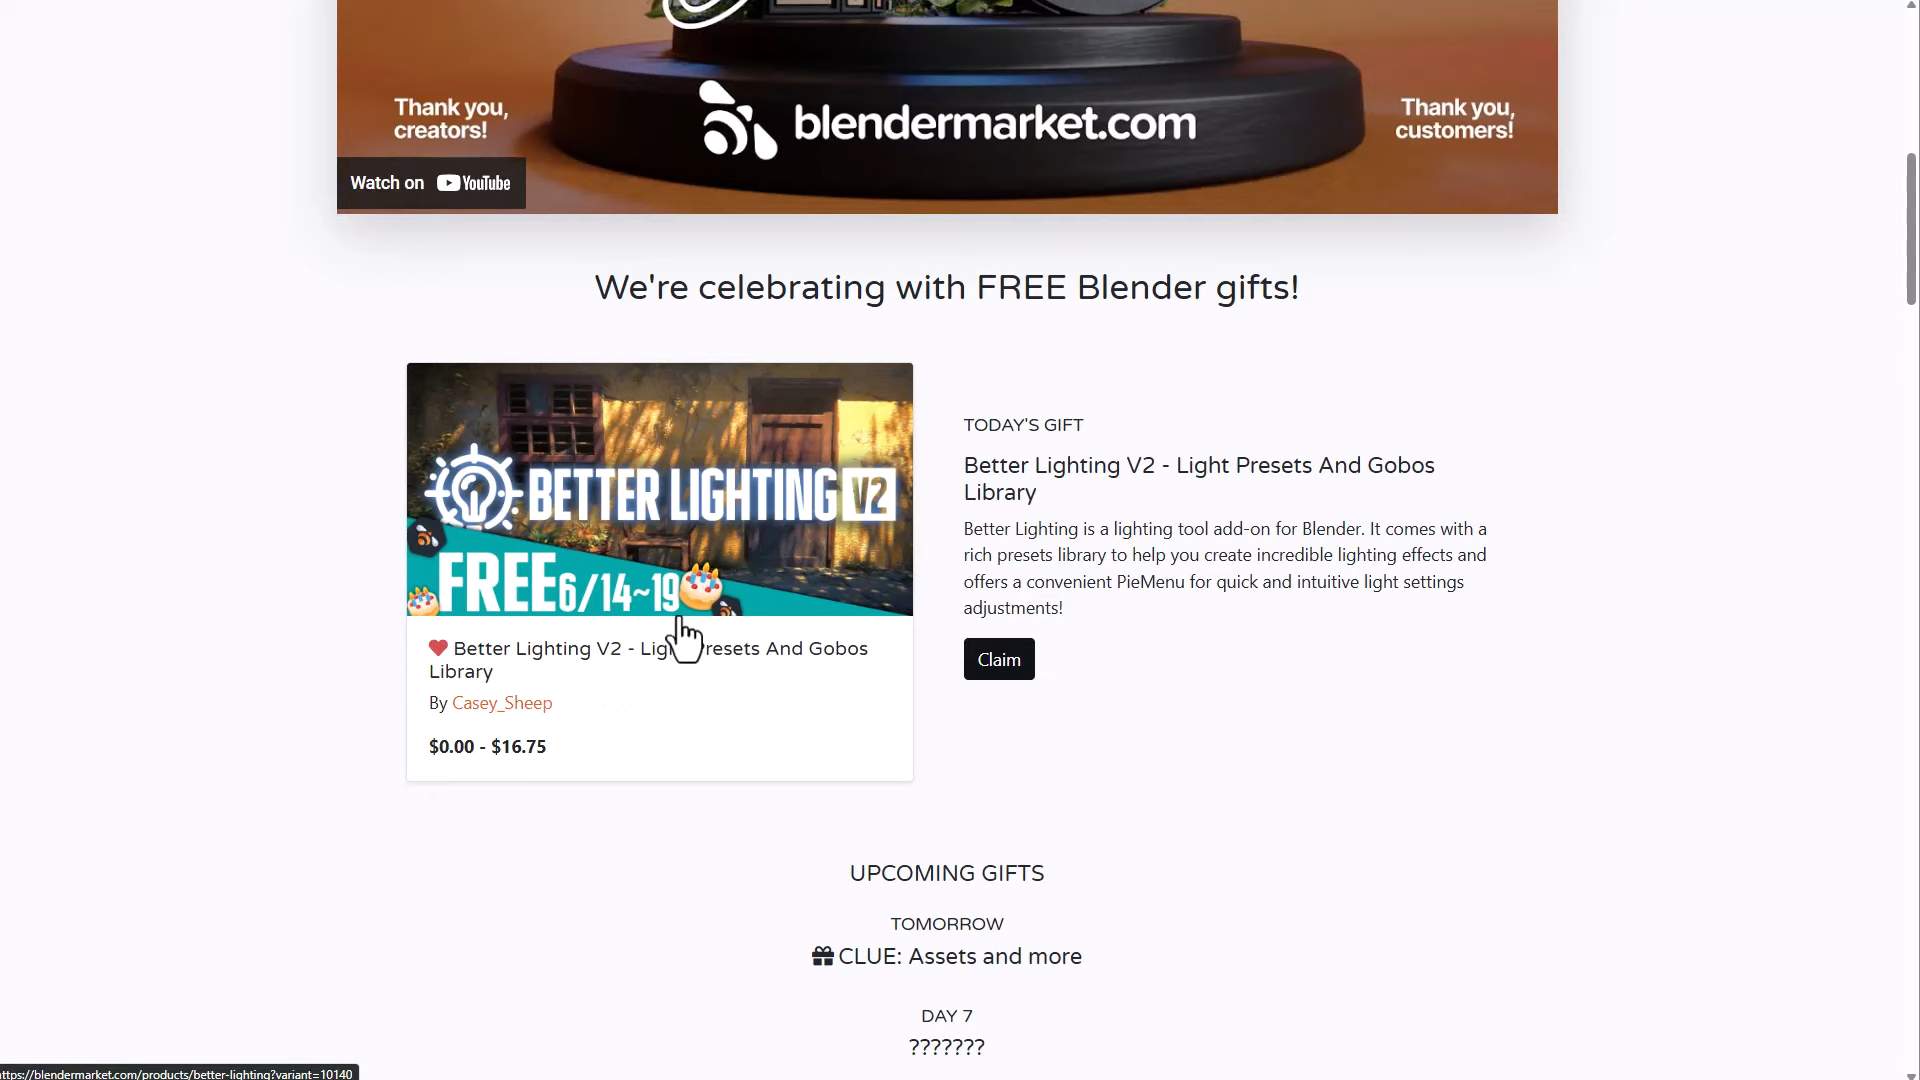 Thank you,
creators!
blendermarket.com
Thank you,
customers!
Watch on YouTube
We're celebrating with FREE Blender gifts!
BETTER LIGHTING V2
FREE 6/14~19
Better Lighting V2 - Light Presets And Gobos
Library
By Casey_Sheep
$0.00 - $16.75
TODAY'S GIFT
Better Lighting V2 - Light Presets And Gobos
Library
Better Lighting is a lighting tool add-on for Blender. It comes with a
rich presets library to help you create incredible lighting effects and
offers a convenient PieMenu for quick and intuitive light settings
adjustments!
Claim
UPCOMING GIFTS
TOMORROW
CLUE: Assets and more
DAY 7
???????
ttps://blendermarket.com/products/better-lighting?variant=10140